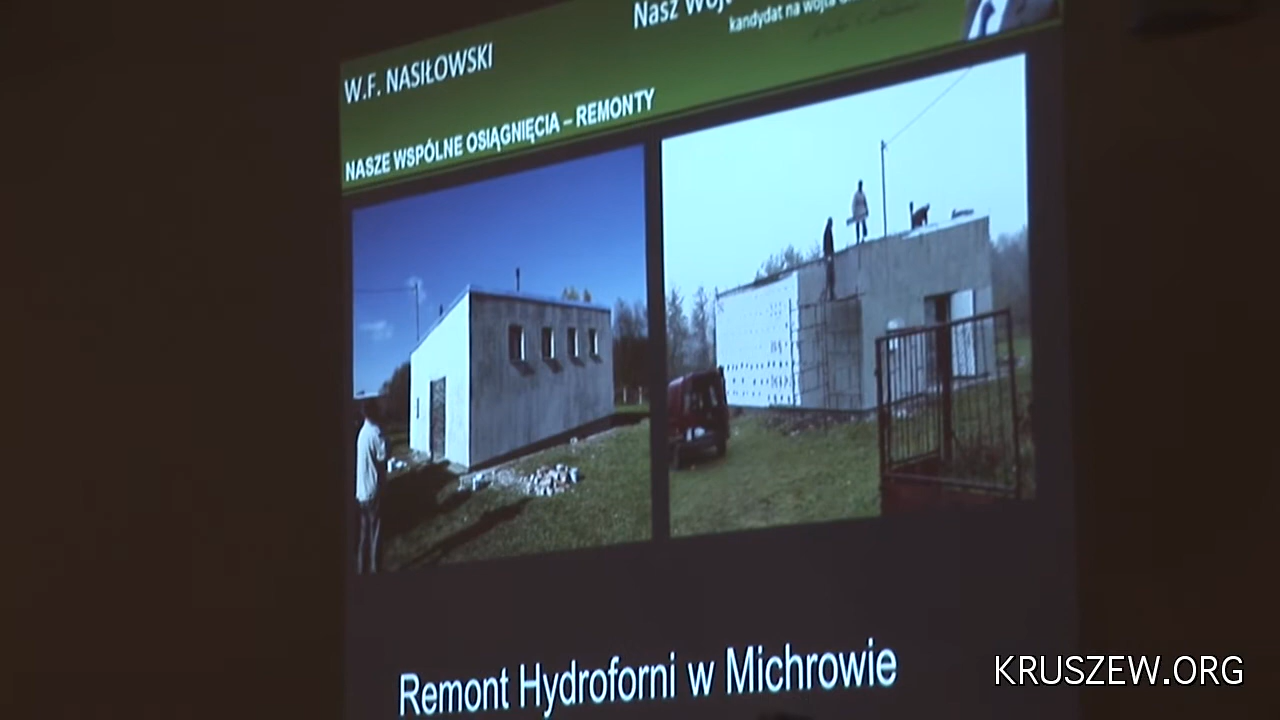 Nasz Wój
kandydat na wójta
W.F. NASIŁOWSKI
NASZE WSPÓLNE OSIĄGNIĘCIA – REMONTY
Remont Hydroforni w Michrowie
KRUSZEW.ORG